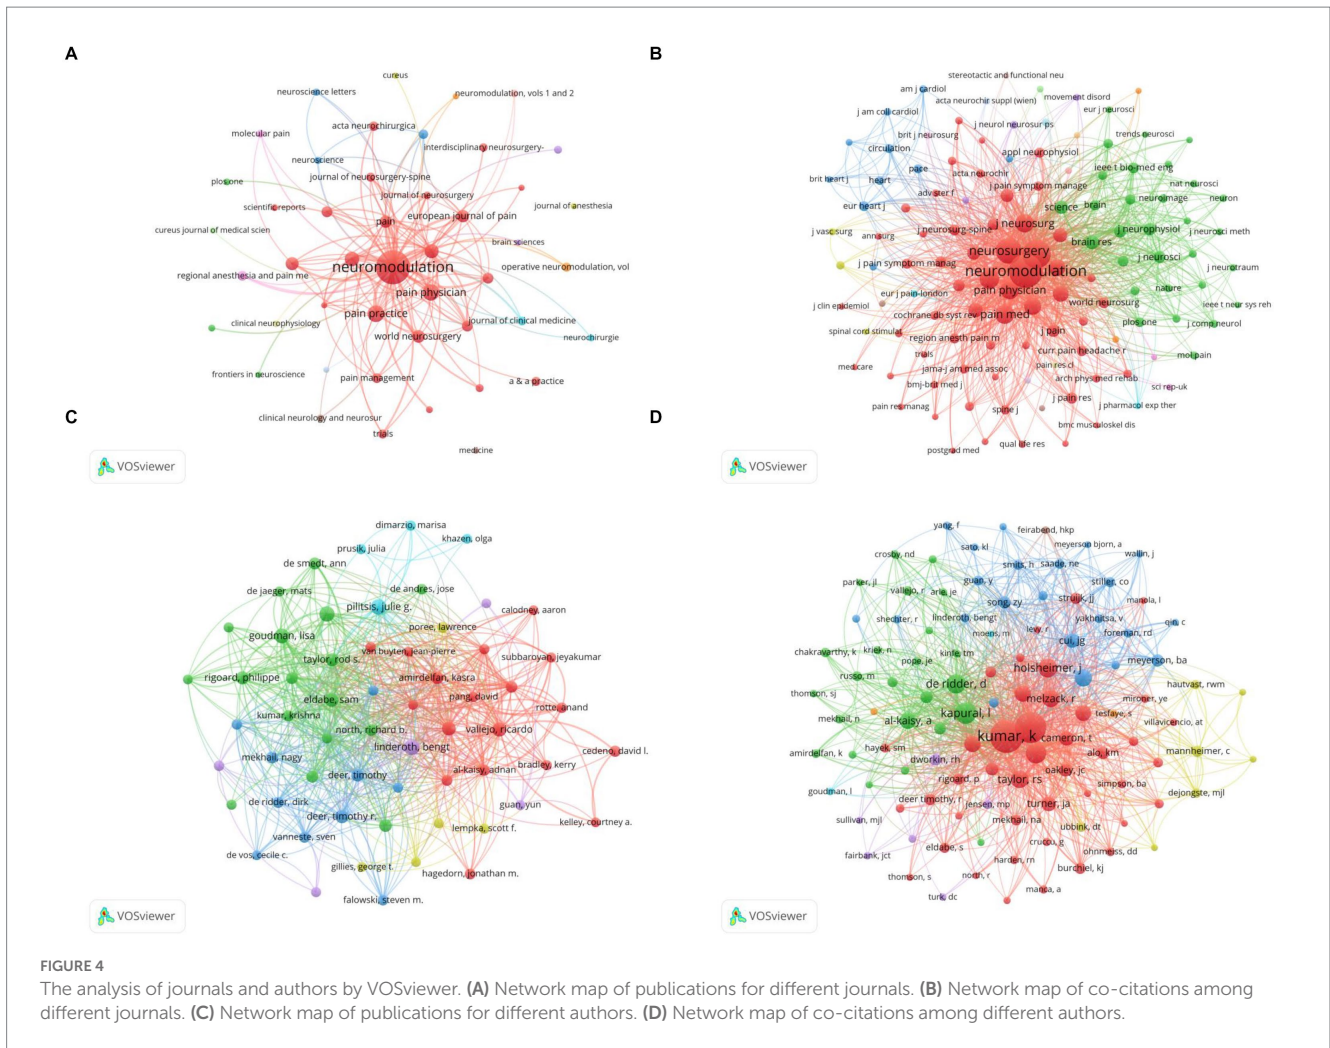 A
cureus
neuroscience letters
neuromodulation, vols 1 and 2
molecular pain
acta neurochirurgica
interdisciplinary neurosurgery-
neuroscience
journal of neurosurgery-spine
plos one
journal of neurosurgery
scientific reports
pain
european journal of pain
journal of anesthesia
cureus journal of medical scien
brain sciences
neuromodulation
operative neuromodulation, vol
regional anesthesia and pain me
pain physician
pain practice
journal of clinical medicine
clinical neurophysiology
world neurosurgery
neurochirurgie
frontiers in neuroscience
pain management
a & a practice
clinical neurology and neurosur
trials
medicine
VOSviewer
B
stereotactic and functional neu
am j cardiol
acta neurochir suppl (wien)
movement disord
j am coll cardiol
eur j neurosci
brit j neurosurg
j neurol neurosur ps
trends neurosci
circulation
appl neurophysiol
pace
ieee t bio-med eng
brit heart j
heart
acta neurochir
j pain symptom manage
nat neurosci
adv ster f
neuroimage
neuron
eur heart j
science
brain
j vasc surg
ann surg
j neurosurg-spine
j neurosurg
j neurophysiol
j neurosci meth
brain res
neurosurgery
j pain symptom manag
j neurosci
j neurotraum
neuromodulation
ieee t neur sys reh
eur j pain-london
pain physician
nature
j clin epidemiol
world neurosurg
cochrane db syst rev
pain med
plos one
j comp neurol
spinal cord stimulat
region anesth pain m
j pain
trials
curr pain headache r
mol pain
med care
jama-j am med assoc
pain res cl
bmj-brit med j
arch phys med rehab
sci rep-uk
pain res manag
spine j
j pain res
j pharmacol exp ther
bmc musculoskel dis
postgrad med
qual life res
VOSviewer
C
dimarzio, marisa
khazen, olga
prusik, julia
de smedt, ann
de jaeger, mats
de andres, jose
pilitsis, julie g.
calodney, aaron
poree, lawrence
goudman, lisa
van buyten, jean-pierre
subbaroyan, jeyakumar
taylor, rod s.
rigoard, philippe
amirdelfan, kasra
eldabe, sam
pang, david
rotte, anand
kumar, krishna
north, richard b.
vallejo, ricardo
linderoth, bengt
cedeno, david l.
mekhail, nagy
bradley, kerry
deer, timothy
al-kaisy, adnan
de ridder, dirk
guan, yun
deer, timothy r.
kelley, courtney a.
vanneste, sven
lempka, scott f.
de vos, cecile c.
gillies, george t.
hagedorn, jonathan m.
falowski, steven m.
VOSviewer
D
yang, f
feirabend, hkp
crosby, nd
sato, kl
meyerson bjorn, a
wallin, j
smits, h
saade, ne
parker, jl
guan, y
stiller, co
vallejo, r
arle, je
struijk, jj
manola, l
shechter, r
song, zy
linderoth, bengt
yakhnitsa, v
qin, c
moens, m
levy, r
cui, jg
foreman, rd
chakravarthy, k
kriek, n
kinfe, tm
pope, je
holsheimer, j
meyerson, ba
russo, m
de ridder, d
hautvast, rwm
thomson, sj
melzack, r
mironer, ye
mekhail, n
al-kaisy, a
kapural, l
tesfaye, s
villavicencio, at
kumar, k
cameron, t
amirdelfan, k
hayek, sm
alo, km
mannheimer, c
dworkin, rh
oakley, jc
goudman, l
rigoard, p
taylor, rs
simpson, ba
dejongste, mjl
deer timothy, r
jensen, mp
turner, ja
sullivan, mjl
mekhail, na
ubbink, dt
fairbank, jct
eldabe, s
cruccu, g
ohnmeiss, dd
harden, rn
burchiel, kj
thomson, s
north, r
manca, a
turk, dc
VOSviewer
FIGURE 4
The analysis of journals and authors by VOSviewer. (A) Network map of publications for different journals. (B) Network map of co-citations among
different journals. (C) Network map of publications for different authors. (D) Network map of co-citations among different authors.